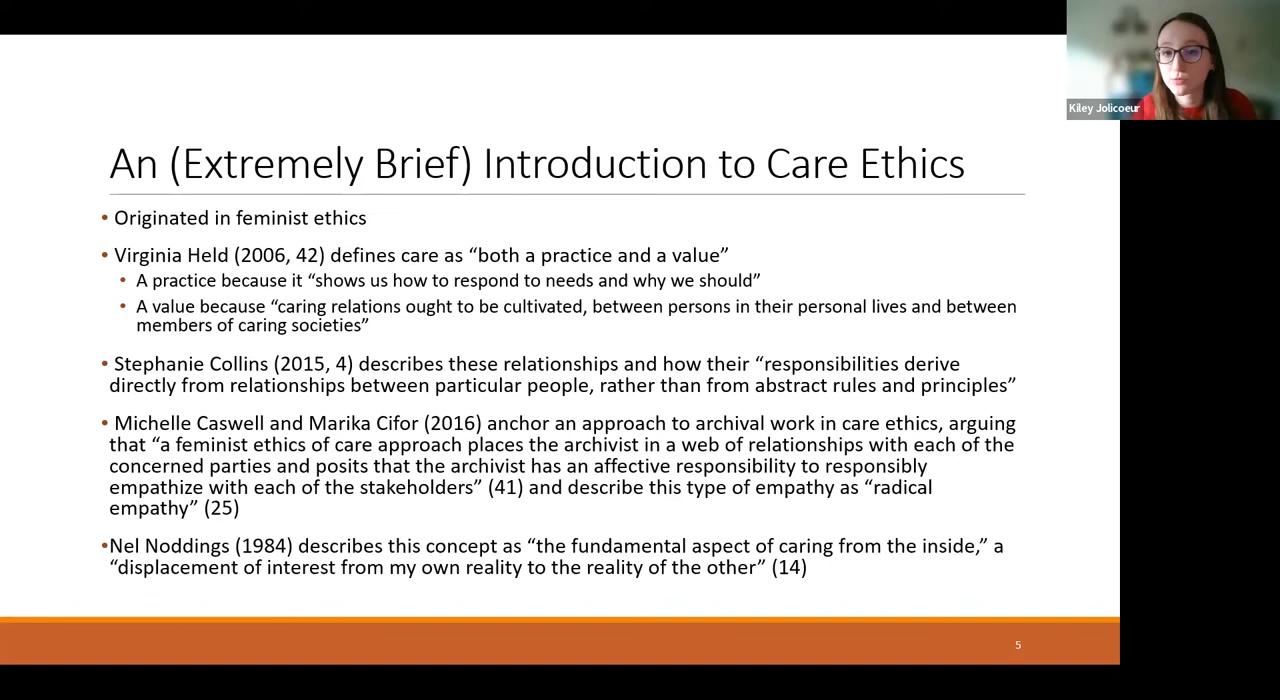 Kiley Jolicoeur
An (Extremely Brief) Introduction to Care Ethics
• Originated in feminist ethics
• Virginia Held (2006, 42) defines care as “both a practice and a value”
• A practice because it “shows us how to respond to needs and why we should”
• A value because “caring relations ought to be cultivated, between persons in their personal lives and between
members of caring societies”
• Stephanie Collins (2015, 4) describes these relationships and how their “responsibilities derive
directly from relationships between particular people, rather than from abstract rules and principles”
• Michelle Caswell and Marika Cifor (2016) anchor an approach to archival work in care ethics, arguing
that “a feminist ethics of care approach places the archivist in a web of relationships with each of the
concerned parties and posits that the archivist has an affective responsibility to responsibly
empathize with each of the stakeholders” (41) and describe this type of empathy as “radical
empathy” (25)
•Nel Noddings (1984) describes this concept as “the fundamental aspect of caring from the inside,” a
“displacement of interest from my own reality to the reality of the other” (14)
5